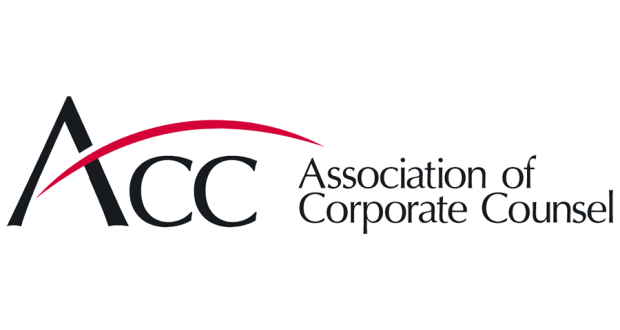 ACC
Association of
Corporate Counsel